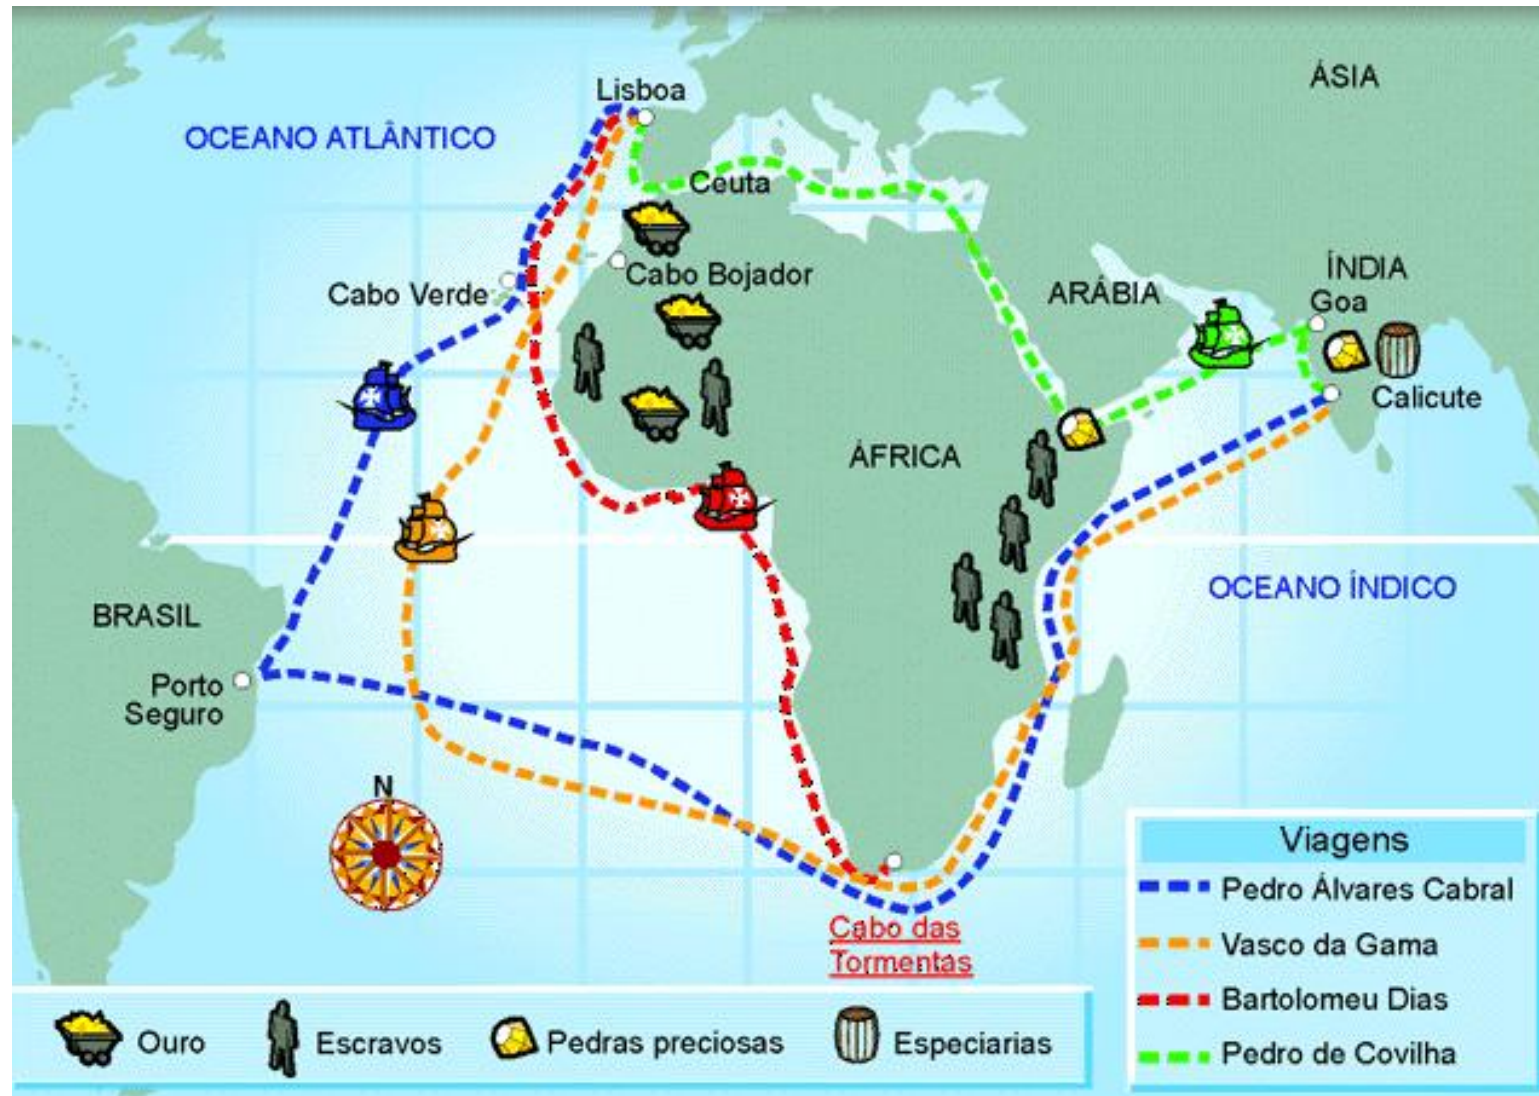 ÁSIA
Lisboa
OCEANO ATLÂNTICO
Ceuta
Cabo Bojador
Cabo Verde
ARÁBIA
ÍNDIA
Goa
Calicute
ÁFRICA
OCEANO ÍNDICO
BRASIL
Porto
Seguro
N
Cabo das
Tormentas
Viagens
Pedro Álvares Cabral
Vasco da Gama
Bartolomeu Dias
Pedro de Covilha
Ouro
Escravos
Pedras preciosas
Especiarias